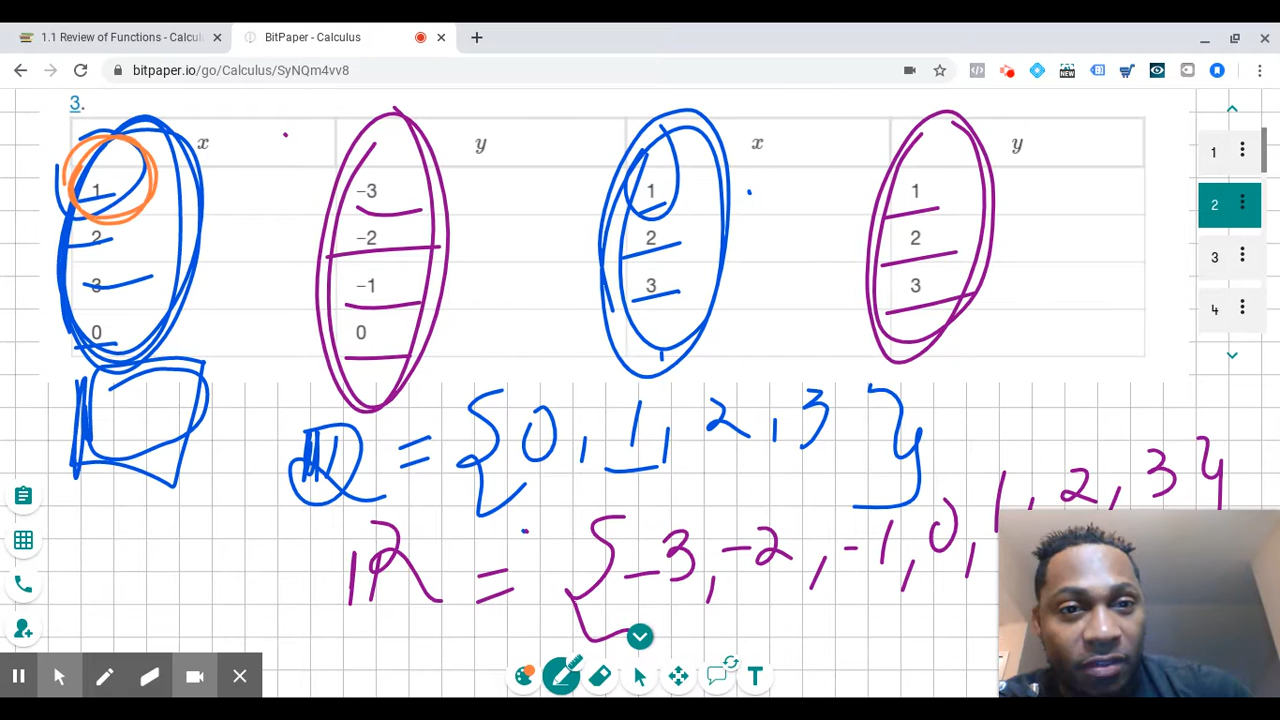 1.1 Review of Functions - Calcul
BitPaper - Calculus
bitpaper.io/go/Calculus/SyNQm4vv8
NEW
3.
x y x y
1 −3 1 1
2 −2 2 2
3 −1 3 3
0 0
= {0, 1, 2, 3}
R = {-3, -2, -1, 0, 1, 2, 3}
1
2
3
4
T